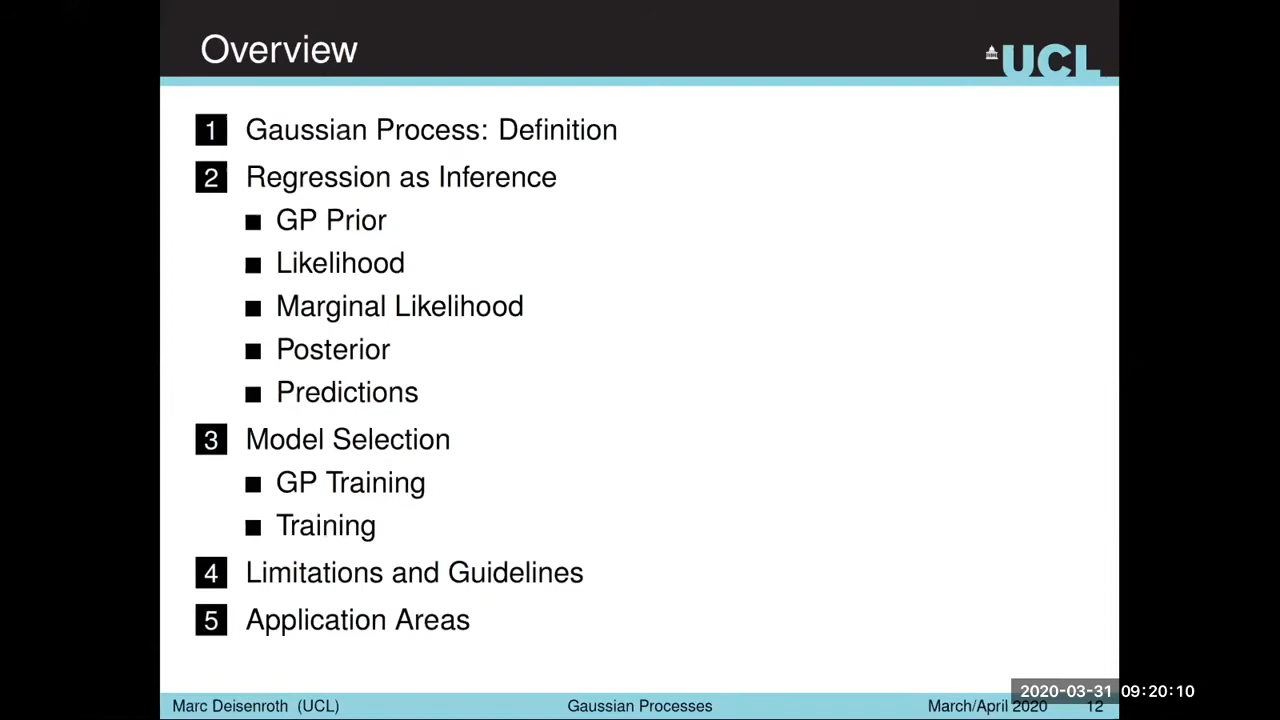 Overview
UCL
1 Gaussian Process: Definition
2 Regression as Inference
GP Prior
Likelihood
Marginal Likelihood
Posterior
Predictions
3 Model Selection
GP Training
Training
4 Limitations and Guidelines
5 Application Areas
2020-03-31 09:20:10
Marc Deisenroth (UCL) Gaussian Processes March/April 2020 12